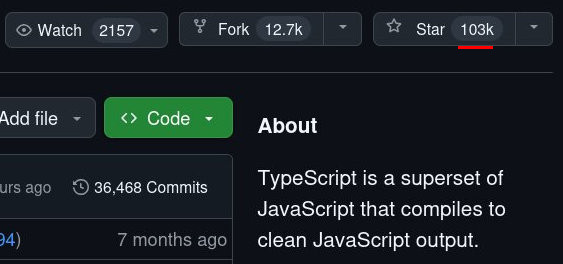 Watch 2157 Fork 12.7k Star 103k
Add file Code
About
urs ago 36,468 Commits
TypeScript is a superset of
JavaScript that compiles to
94) 7 months ago
clean JavaScript output.